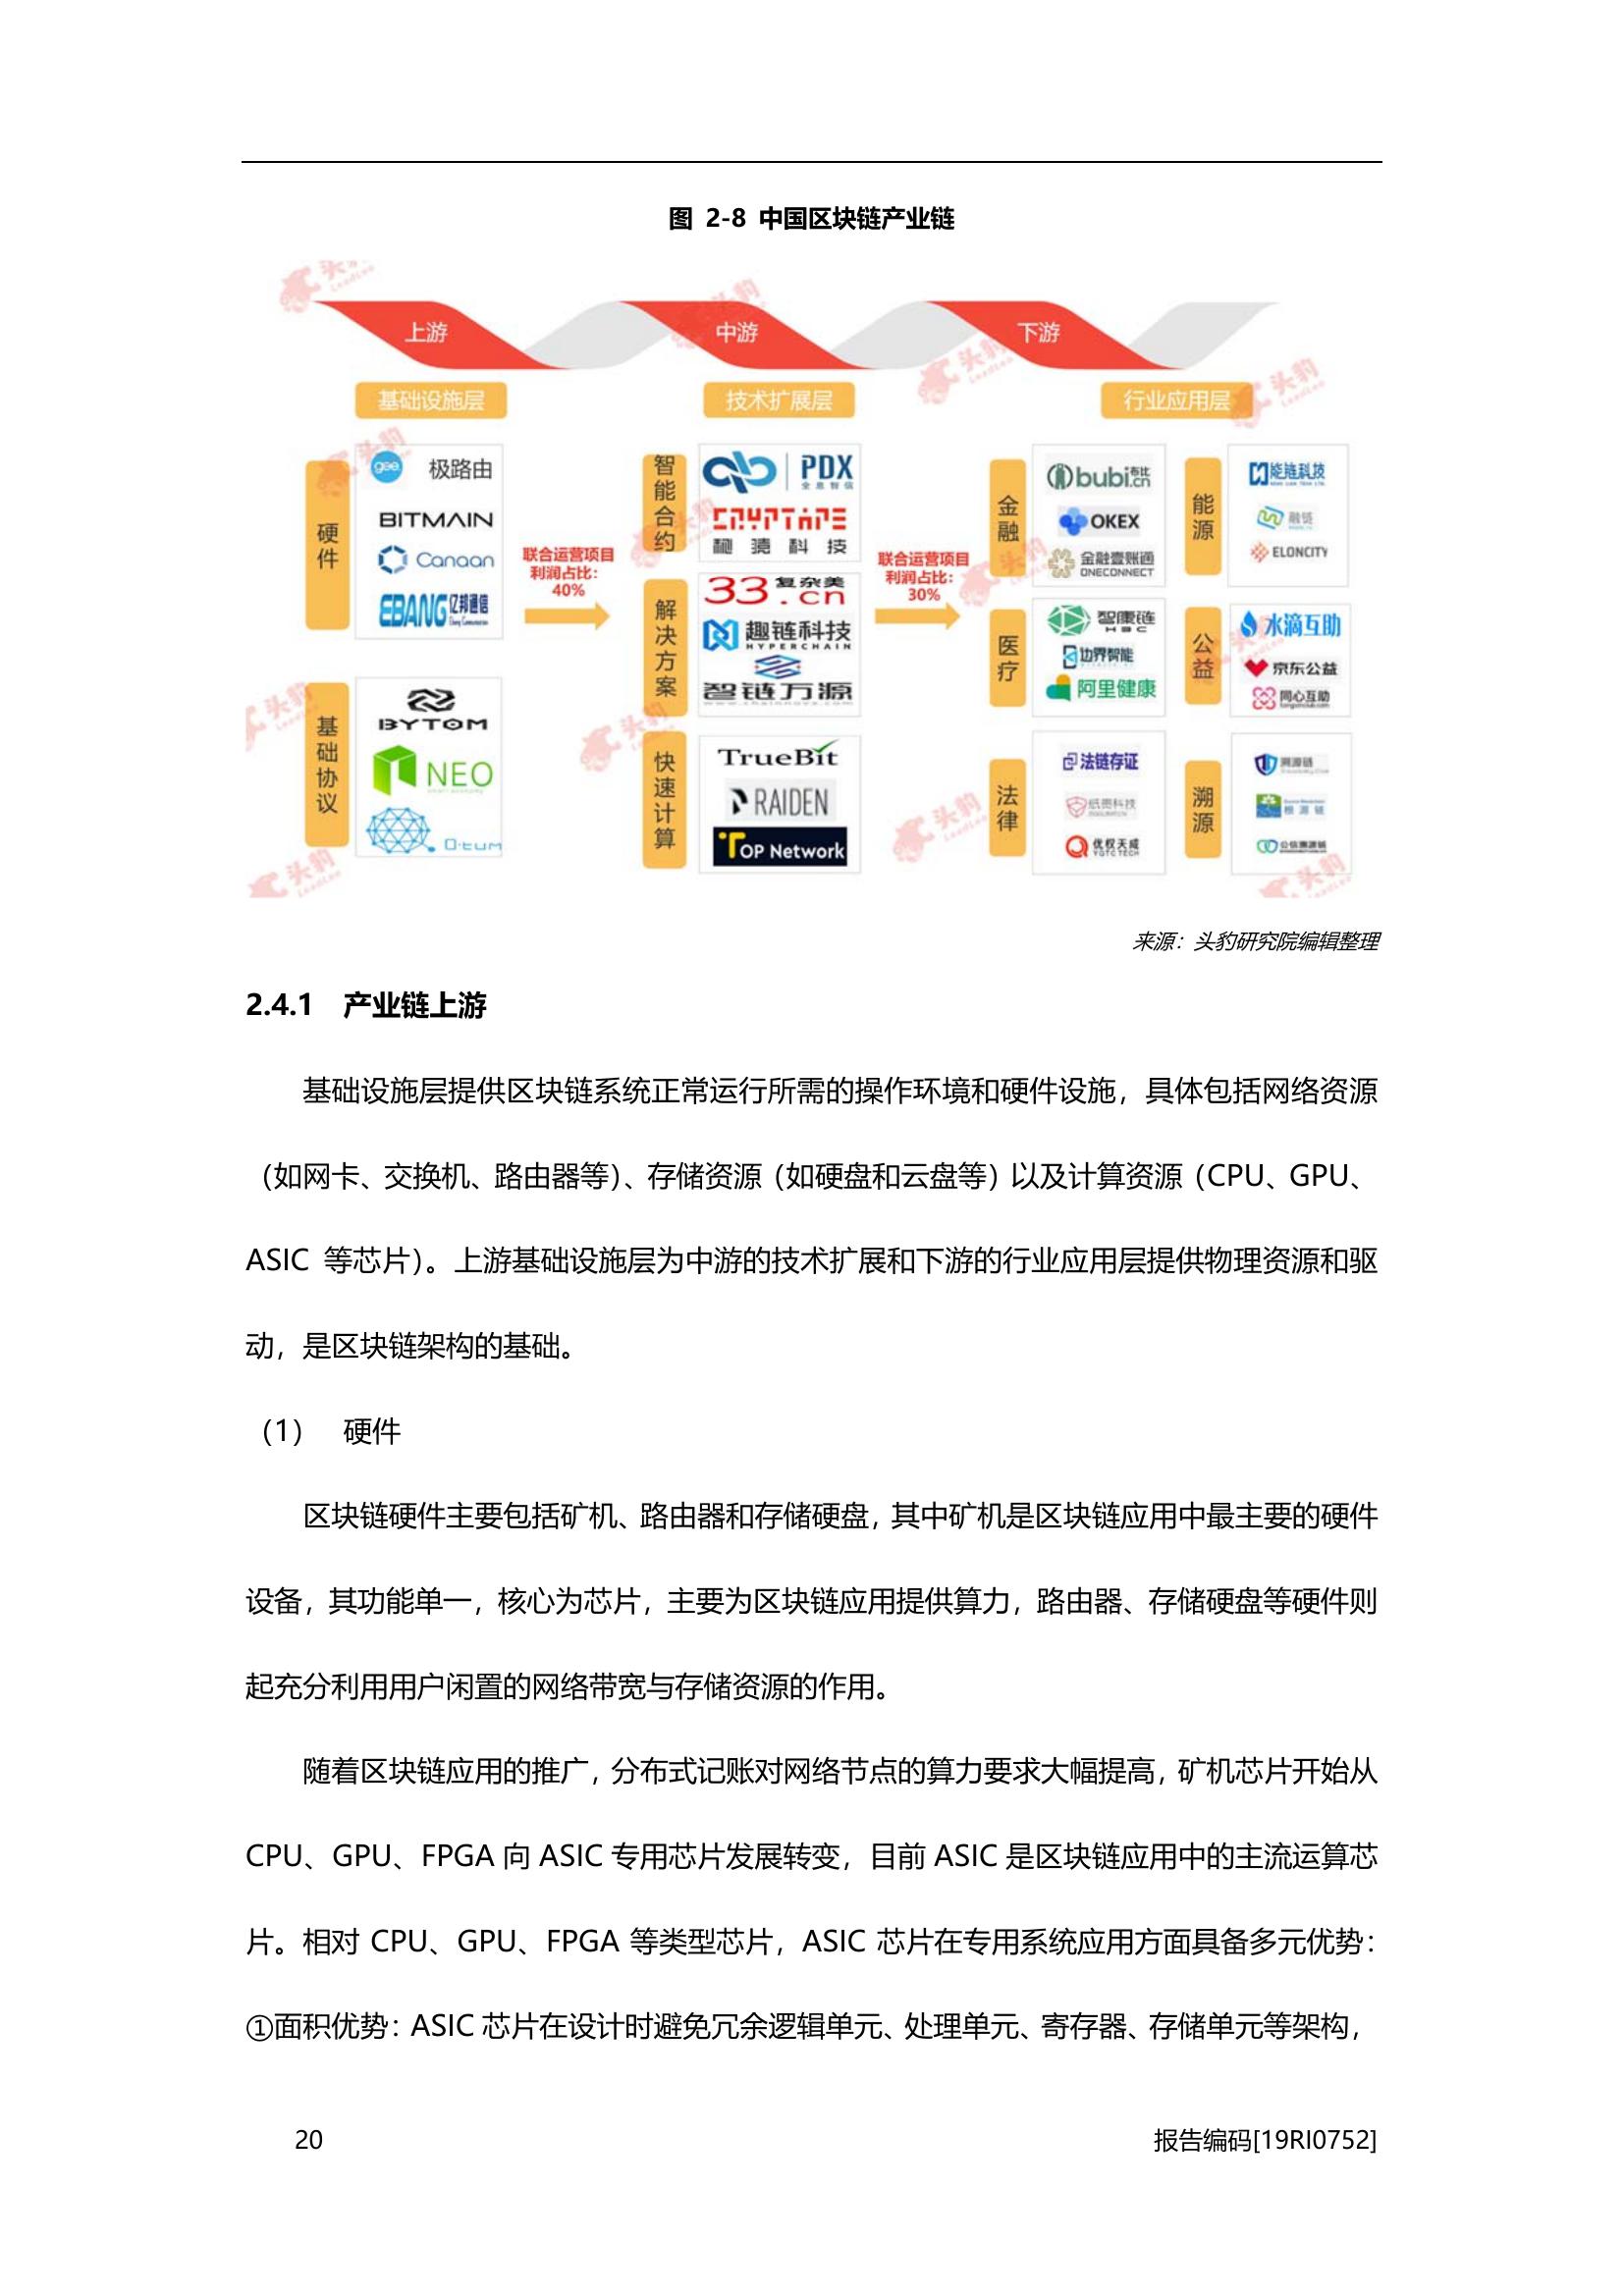 图 2-8 中国区块链产业链
上游
中游
下游
基础设施层
技术扩展层
行业应用层
硬件
gee.
极路由
BITMAIN
Canaan
EBANG 亿邦通信
基础协议
BYTOM
NEO
联合运营项目
利润占比：
40%
智能合约
PDX
CRYPTAPE
秘猿科技
解决方案
33.cn
复杂美
趣链科技
HYPERCHAIN
智链万源
快速计算
TrueBit
RAIDEN
TOP Network
联合运营项目
利润占比：
30%
金融
bubi.cn 布比
OKEX
金融壹账通
ONECONNECT
医疗
智康链
HBC
边界智能
阿里健康
法律
法链存证
纸贵科技
优权天成
YQTC TECH
能源
能链科技
融链
ELONCITY
公益
水滴互助
京东公益
同心互助
溯源
溯源链
根源链
公信溯源链
头豹
LeadLeo
来源：头豹研究院编辑整理
2.4.1 产业链上游
基础设施层提供区块链系统正常运行所需的操作环境和硬件设施，具体包括网络资源
（如网卡、交换机、路由器等）、存储资源（如硬盘和云盘等）以及计算资源（CPU、GPU、
ASIC 等芯片）。上游基础设施层为中游的技术扩展和下游的行业应用层提供物理资源和驱
动，是区块链架构的基础。
（1） 硬件
区块链硬件主要包括矿机、路由器和存储硬盘，其中矿机是区块链应用中最主要的硬件
设备，其功能单一，核心为芯片，主要为区块链应用提供算力，路由器、存储硬盘等硬件则
起充分利用用户闲置的网络带宽与存储资源的作用。
随着区块链应用的推广，分布式记账对网络节点的算力要求大幅提高，矿机芯片开始从
CPU、GPU、FPGA 向 ASIC 专用芯片发展转变，目前 ASIC 是区块链应用中的主流运算芯
片。相对 CPU、GPU、FPGA 等类型芯片，ASIC 芯片在专用系统应用方面具备多元优势：
①面积优势：ASIC 芯片在设计时避免冗余逻辑单元、处理单元、寄存器、存储单元等架构，
20
报告编码[19RI0752]